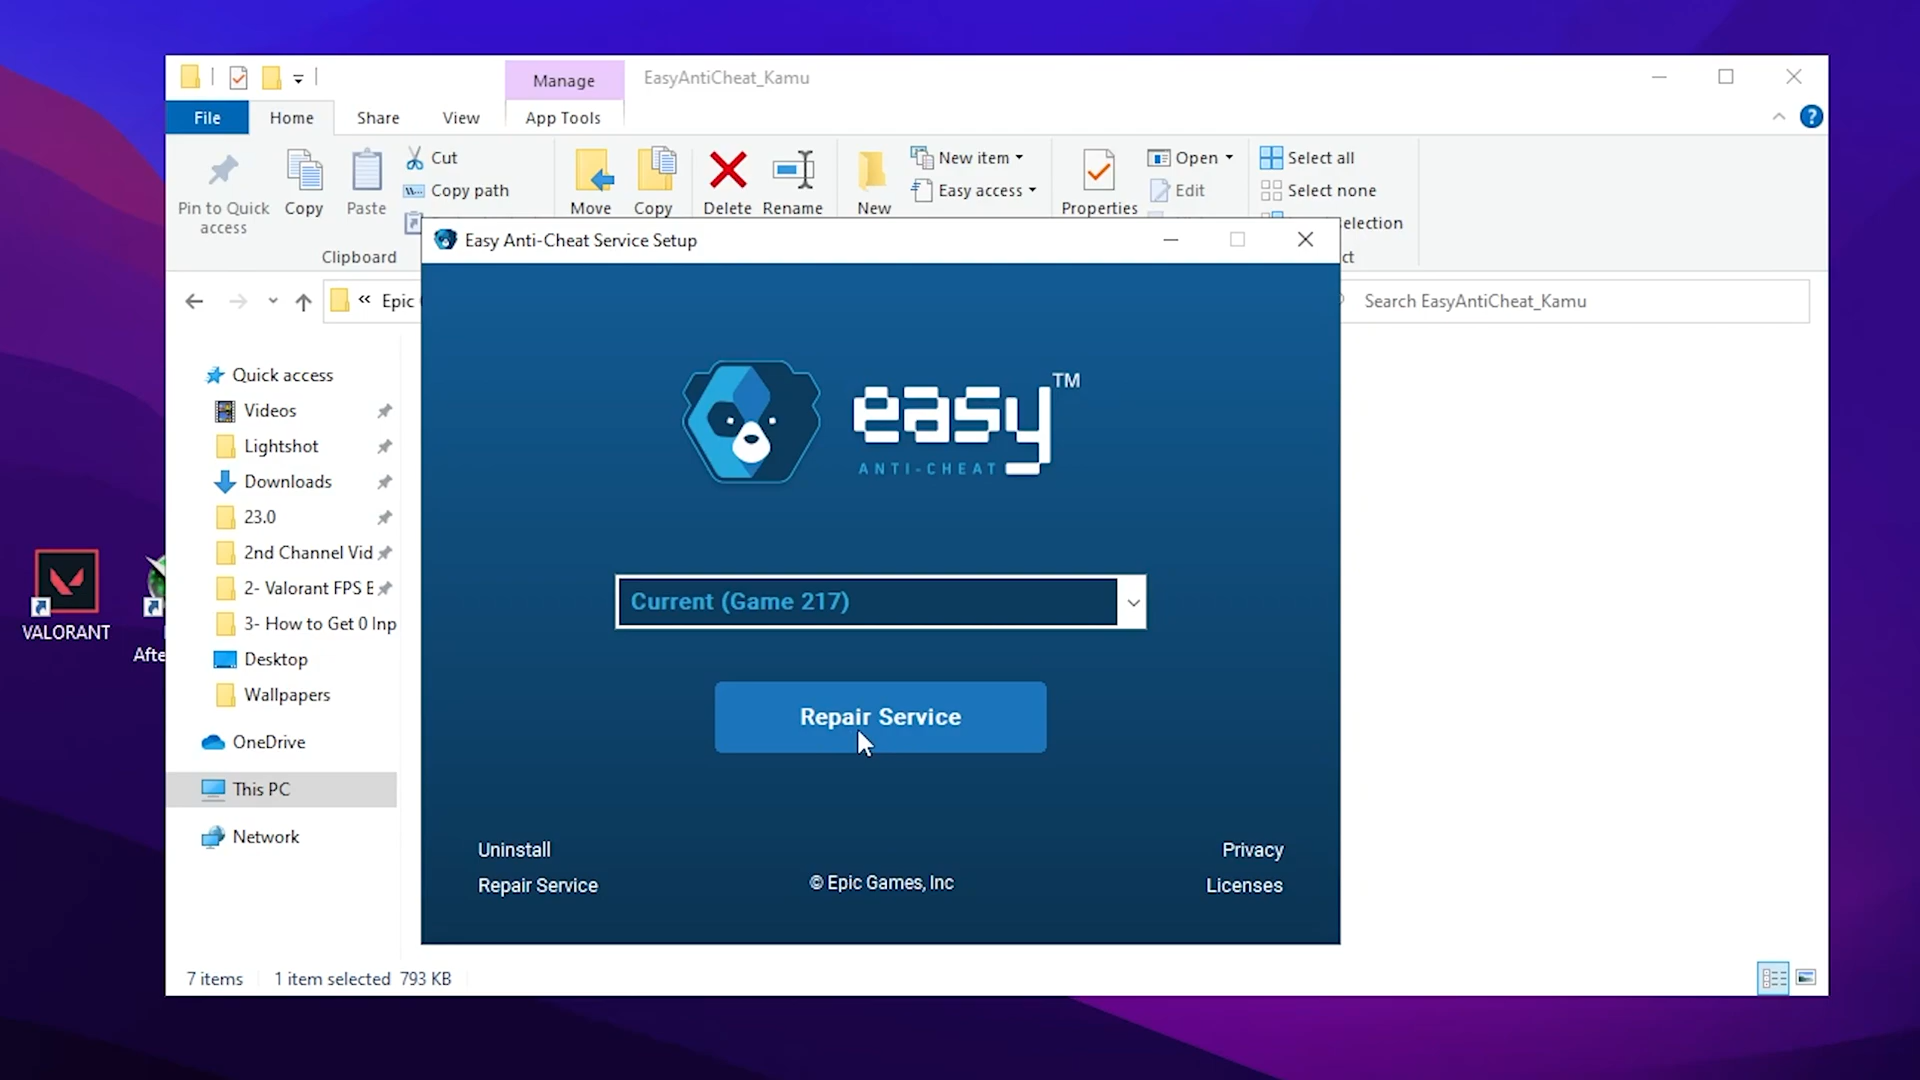 Manage
EasyAntiCheat_Kamu
File
Home
Share
View
App Tools
Pin to Quick
access
Copy
Paste
Cut
Copy path
Clipboard
Move
Copy
Delete
Rename
New
New item
Easy access
Properties
Open
Edit
Select all
Select none
election
ct
Easy Anti-Cheat Service Setup
« Epic
Search EasyAntiCheat_Kamu
Quick access
Videos
Lightshot
Downloads
23.0
2nd Channel Vid
2- Valorant FPS E
3- How to Get 0 Inp
Desktop
Wallpapers
OneDrive
This PC
Network
easy™
ANTI-CHEAT
Current (Game 217)
Repair Service
Uninstall
Repair Service
© Epic Games, Inc
Privacy
Licenses
VALORANT
Afte
7 items
1 item selected 793 KB